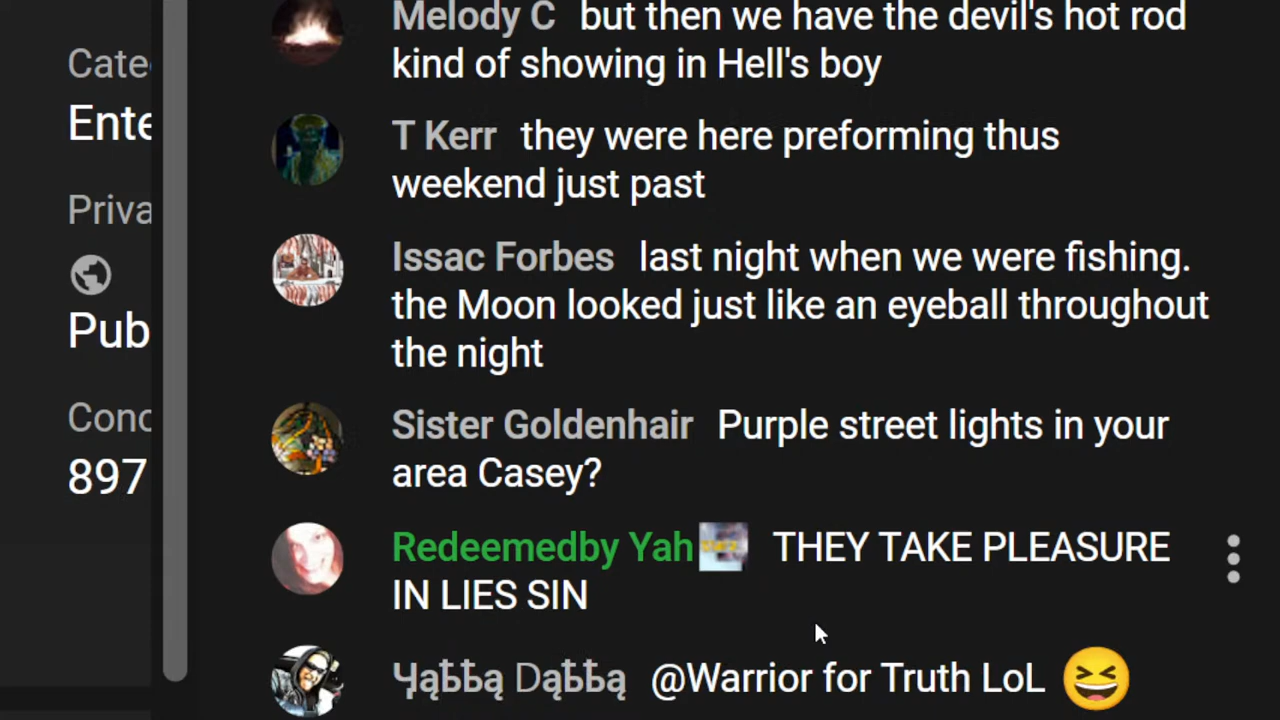 Cate
Ente
Priva
Pub
Conc
897
Melody C but then we have the devil's hot rod
kind of showing in Hell's boy
T Kerr they were here preforming thus
weekend just past
Issac Forbes last night when we were fishing.
the Moon looked just like an eyeball throughout
the night
Sister Goldenhair Purple street lights in your
area Casey?
Redeemedby Yah THEY TAKE PLEASURE
IN LIES SIN
Ⴗąҍҍą Dąҍҍą @Warrior for Truth LoL 😆